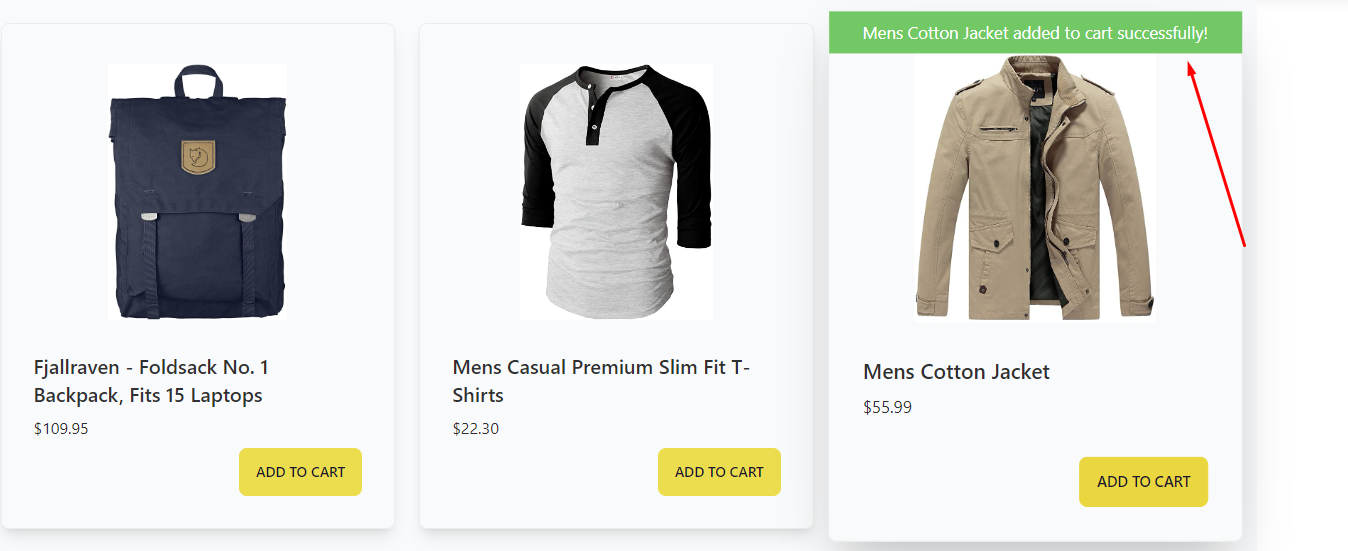 Mens Cotton Jacket added to cart successfully!
Fjallraven - Foldsack No. 1
Backpack, Fits 15 Laptops
$109.95
ADD TO CART
Mens Casual Premium Slim Fit T-
Shirts
$22.30
ADD TO CART
Mens Cotton Jacket
$55.99
ADD TO CART